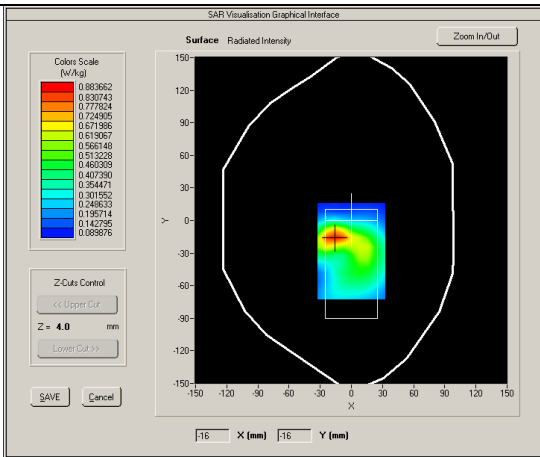 SAR Visualisation Graphical Interface
Surface Radiated Intensity
Zoom In/Out
Colors Scale
(W/kg)
0.883662
0.830743
0.777824
0.724905
0.671986
0.619067
0.566148
0.513228
0.460309
0.407390
0.354471
0.301552
0.248633
0.195714
0.142795
0.089876
Z-Cuts Control
<< Upper Cut
Z = 4.0 mm
Lower Cut >>
SAVE Cancel
Y
150
120
90
60
30
0
-30
-60
-90
-120
-150
-150 -120 -90 -60 -30 0 30 60 90 120 150
X
-16 X (mm) -16 Y (mm)